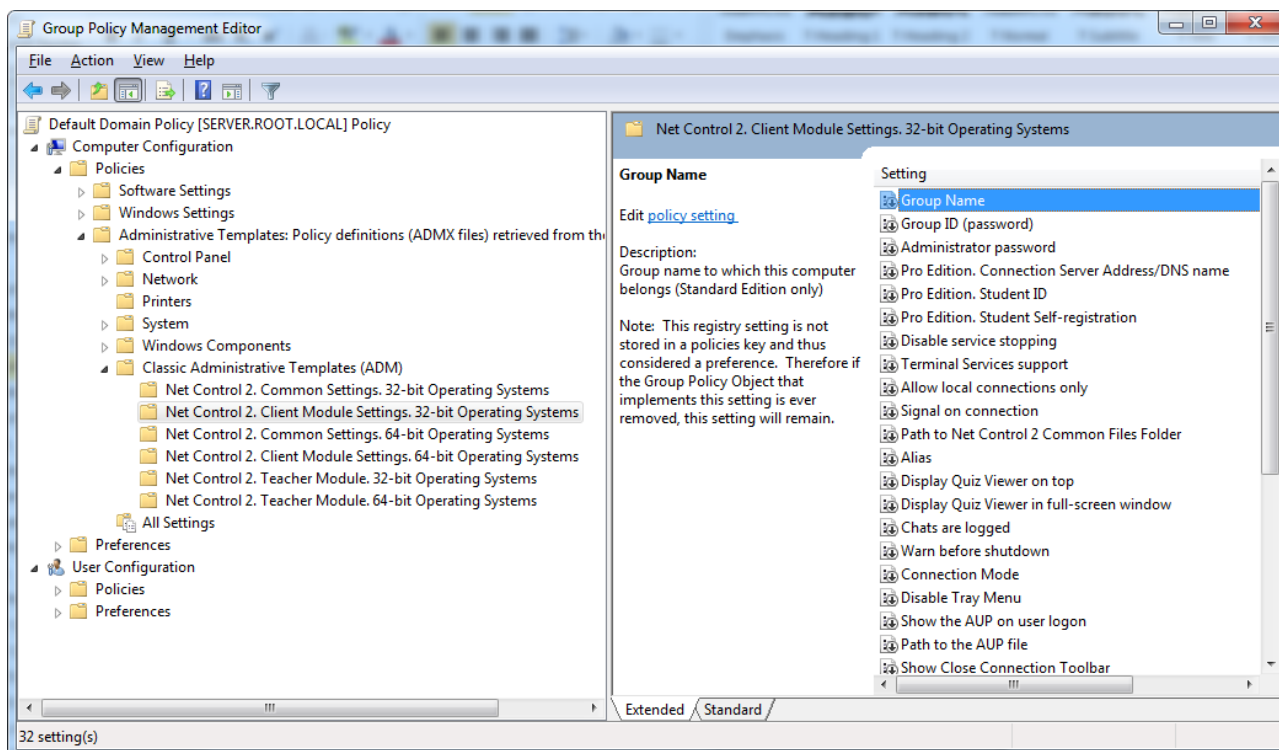 Group Policy Management Editor
File Action View Help
Default Domain Policy [SERVER.ROOT.LOCAL] Policy
Computer Configuration
Policies
Software Settings
Windows Settings
Administrative Templates: Policy definitions (ADMX files) retrieved from the
Control Panel
Network
Printers
System
Windows Components
Classic Administrative Templates (ADM)
Net Control 2. Common Settings. 32-bit Operating Systems
Net Control 2. Client Module Settings. 32-bit Operating Systems
Net Control 2. Common Settings. 64-bit Operating Systems
Net Control 2. Client Module Settings. 64-bit Operating Systems
Net Control 2. Teacher Module. 32-bit Operating Systems
Net Control 2. Teacher Module. 64-bit Operating Systems
All Settings
Preferences
User Configuration
Policies
Preferences
Net Control 2. Client Module Settings. 32-bit Operating Systems
Group Name
Edit policy setting
Description:
Group name to which this computer
belongs (Standard Edition only)
Note: This registry setting is not
stored in a policies key and thus
considered a preference. Therefore if
the Group Policy Object that
implements this setting is ever
removed, this setting will remain.
Setting
Group Name
Group ID (password)
Administrator password
Pro Edition. Connection Server Address/DNS name
Pro Edition. Student ID
Pro Edition. Student Self-registration
Disable service stopping
Terminal Services support
Allow local connections only
Signal on connection
Path to Net Control 2 Common Files Folder
Alias
Display Quiz Viewer on top
Display Quiz Viewer in full-screen window
Chats are logged
Warn before shutdown
Connection Mode
Disable Tray Menu
Show the AUP on user logon
Path to the AUP file
Show Close Connection Toolbar
Extended Standard
32 setting(s)